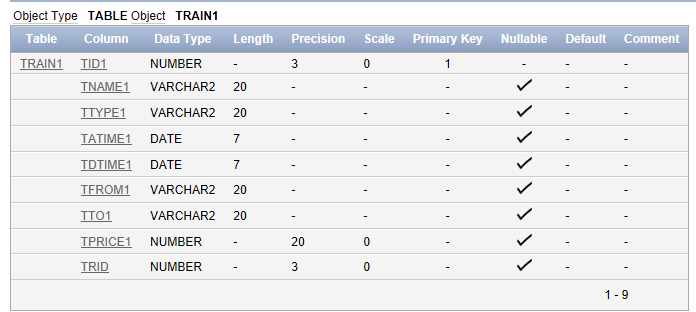 Object Type TABLE Object TRAIN1
Table Column Data Type Length Precision Scale Primary Key Nullable Default Comment
TRAIN1 TID1 NUMBER - 3 0 1 - - -
TNAME1 VARCHAR2 20 - - - ✓ - -
TTYPE1 VARCHAR2 20 - - - ✓ - -
TATIME1 DATE 7 - - - ✓ - -
TDTIME1 DATE 7 - - - ✓ - -
TFROM1 VARCHAR2 20 - - - ✓ - -
TTO1 VARCHAR2 20 - - - ✓ - -
TPRICE1 NUMBER - 20 0 - ✓ - -
TRID NUMBER - 3 0 - ✓ - -
1 - 9